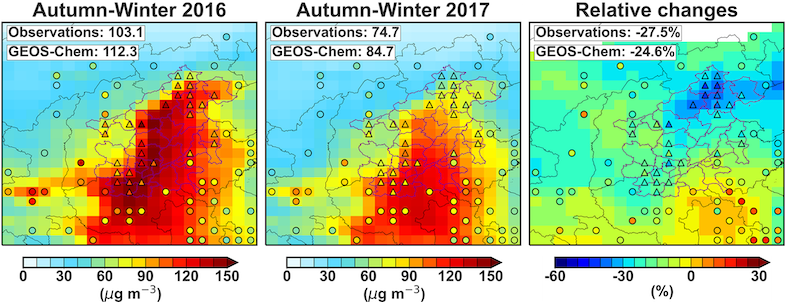 Autumn-Winter 2016
Observations: 103.1
GEOS-Chem: 112.3
0 30 60 90 120 150
(μg m−3)
Autumn-Winter 2017
Observations: 74.7
GEOS-Chem: 84.7
0 30 60 90 120 150
(μg m−3)
Relative changes
Observations: -27.5%
GEOS-Chem: -24.6%
-60 -30 0 30
(%)